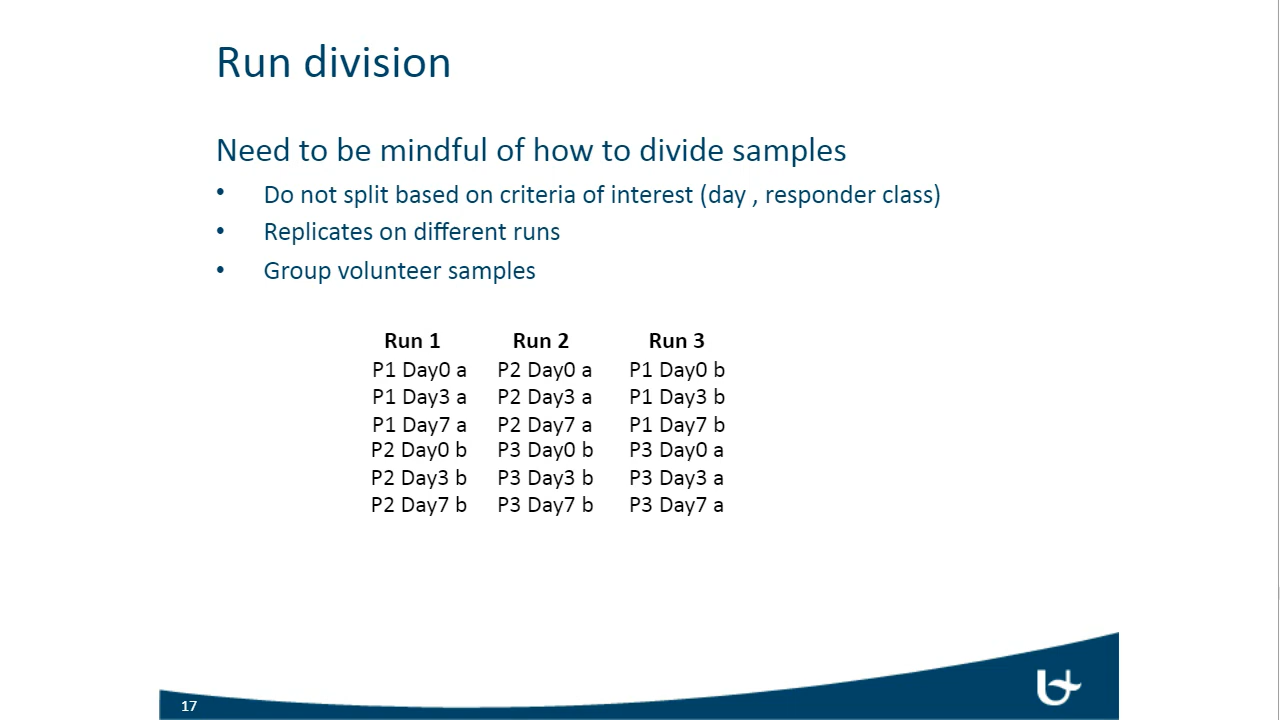 Run division
Need to be mindful of how to divide samples
• Do not split based on criteria of interest (day , responder class)
• Replicates on different runs
• Group volunteer samples
Run 1 Run 2 Run 3
P1 Day0 a P2 Day0 a P1 Day0 b
P1 Day3 a P2 Day3 a P1 Day3 b
P1 Day7 a P2 Day7 a P1 Day7 b
P2 Day0 b P3 Day0 b P3 Day0 a
P2 Day3 b P3 Day3 b P3 Day3 a
P2 Day7 b P3 Day7 b P3 Day7 a
17